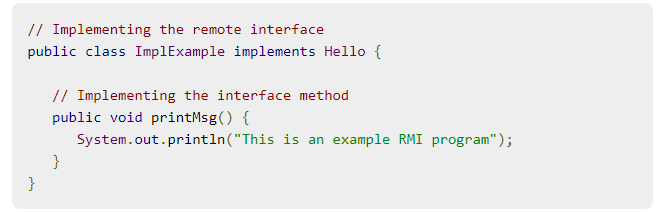 // Implementing the remote interface
public class ImplExample implements Hello {
// Implementing the interface method
public void printMsg() {
System.out.println("This is an example RMI program");
}
}